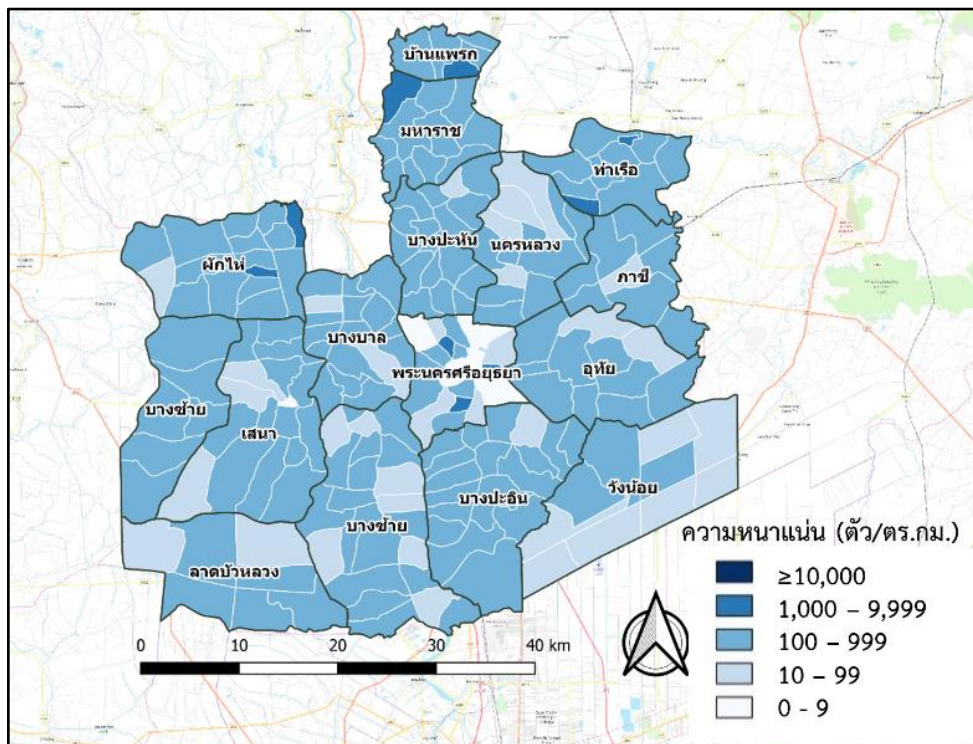 บ้านแพรก
มหาราช
ท่าเรือ
บางปะหัน
นครหลวง
ผักไห่
ภาชี
บางบาล
พระนครศรีอยุธยา
อุทัย
บางซ้าย
เสนา
บางปะอิน
วังน้อย
บางซ้าย
ลาดบัวหลวง
ความหนาแน่น (ตัว/ตร.กม.)
≥10,000
1,000 – 9,999
100 – 999
10 – 99
0 - 9
0 10 20 30 40 km